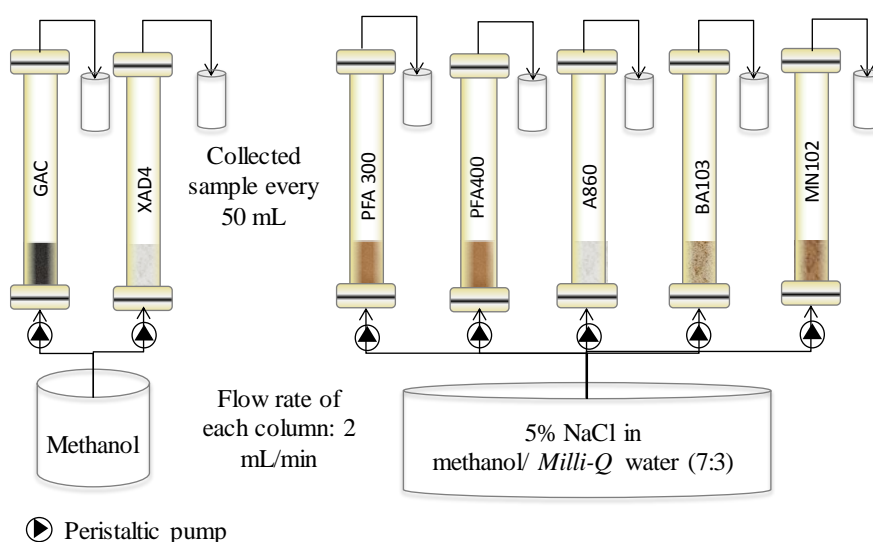 GAC
XAD4
Collected
sample every
50 mL
PFA 300
PFA400
A860
BA103
MN102
Methanol
Flow rate of
each column: 2
mL/min
5% NaCl in
methanol/ Milli-Q water (7:3)
Peristaltic pump